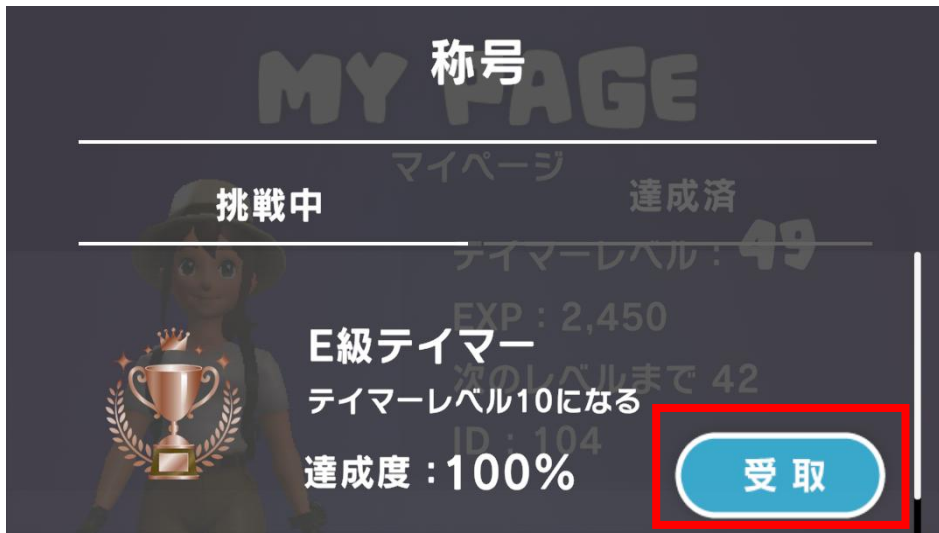 称号
MY PAGE
マイページ
挑戦中
達成済
テイマーレベル：49
EXP：2,450
E級テイマー
次のレベルまで 42
テイマーレベル10になる
ID：104
達成度：100%
受取